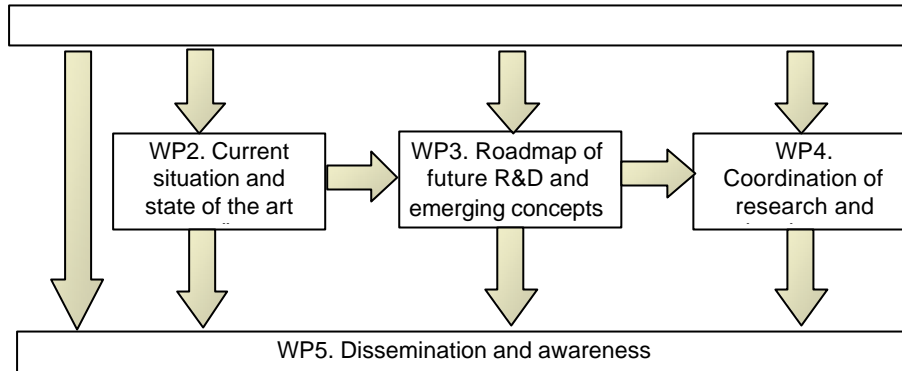 WP2. Current
situation and
state of the art
WP3. Roadmap of
future R&D and
emerging concepts
WP4.
Coordination of
research and
WP5. Dissemination and awareness